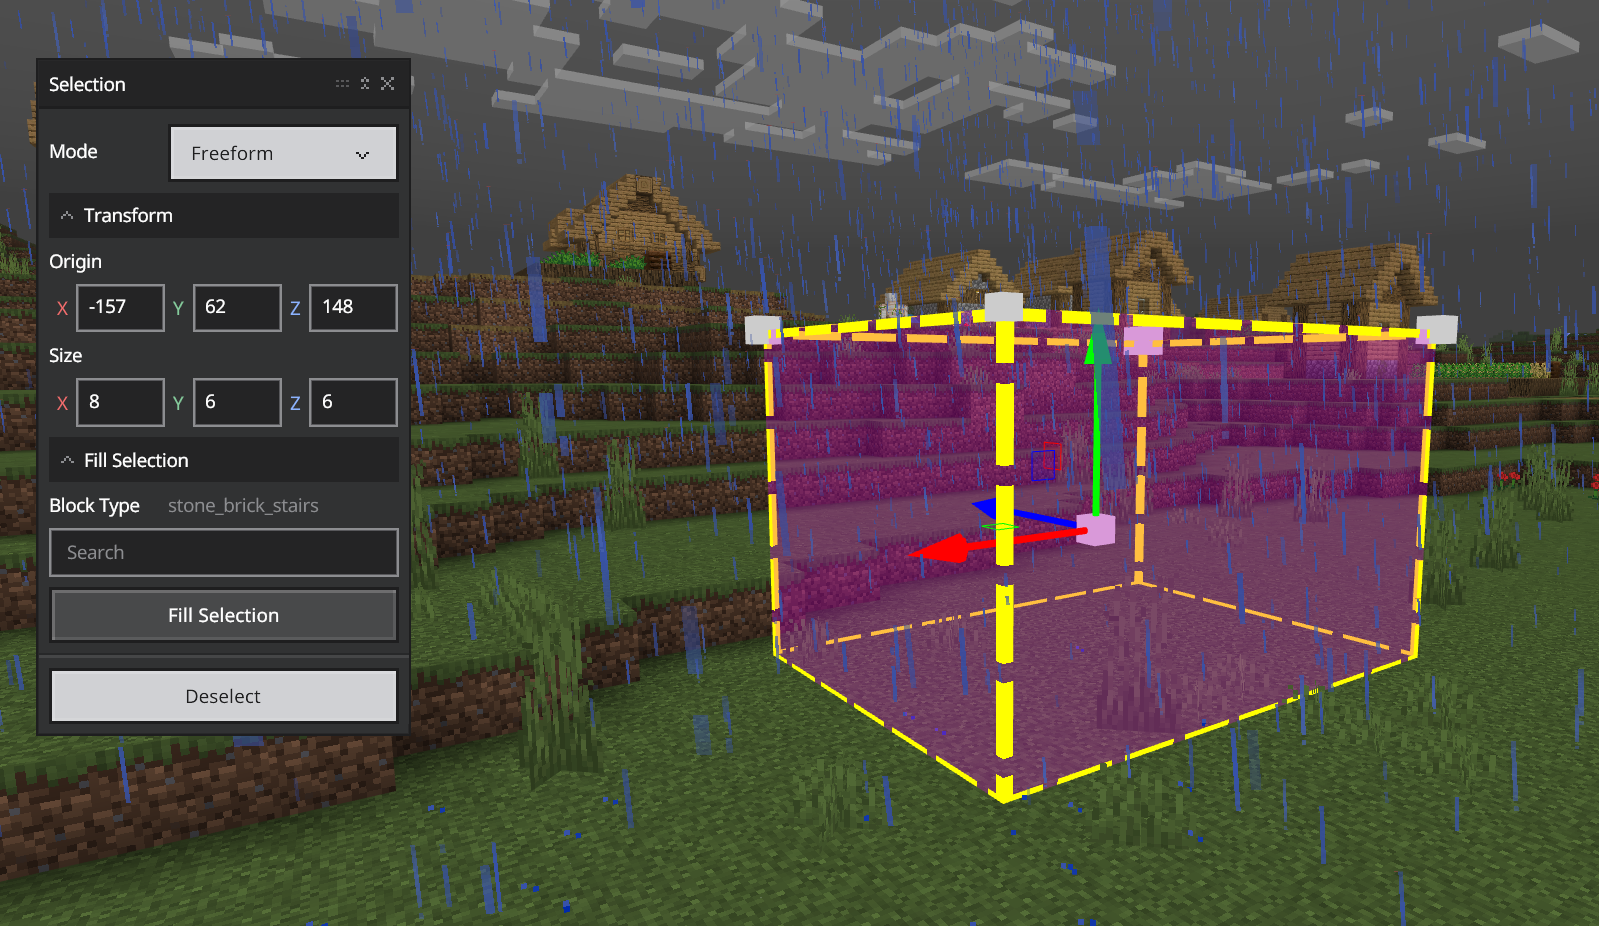 Selection
Mode Freeform
Transform
Origin
X -157 Y 62 Z 148
Size
X 8 Y 6 Z 6
Fill Selection
Block Type stone_brick_stairs
Search
Fill Selection
Deselect